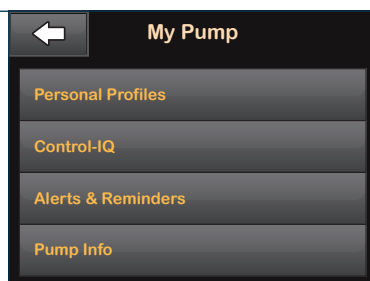 My Pump
Personal Profiles
Control-IQ
Alerts & Reminders
Pump Info